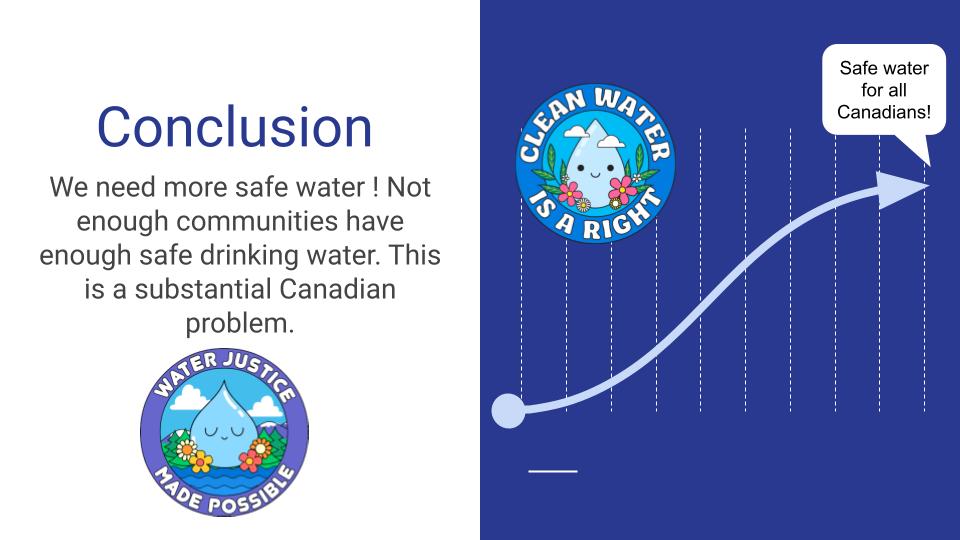 Conclusion
We need more safe water ! Not
enough communities have
enough safe drinking water. This
is a substantial Canadian
problem.
WATER JUSTICE
MADE POSSIBLE
CLEAN WATER
IS A RIGHT
Safe water
for all
Canadians!